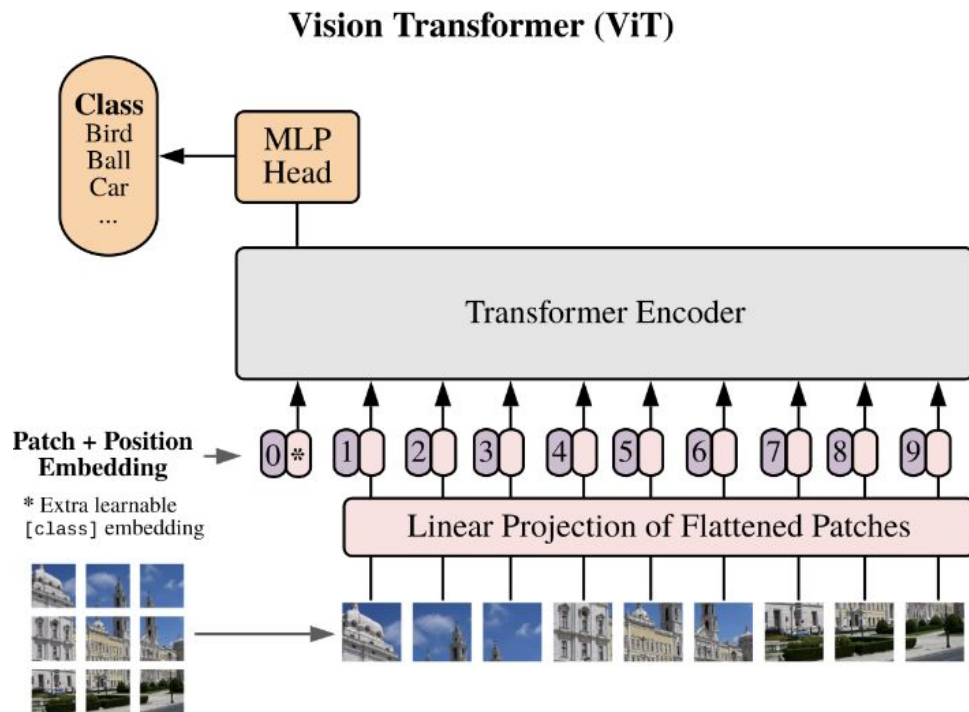 Vision Transformer (ViT)
Class
Bird
Ball
Car
...
MLP
Head
Transformer Encoder
Patch + Position
Embedding
0 * 1 2 3 4 5 6 7 8 9
* Extra learnable
[class] embedding
Linear Projection of Flattened Patches